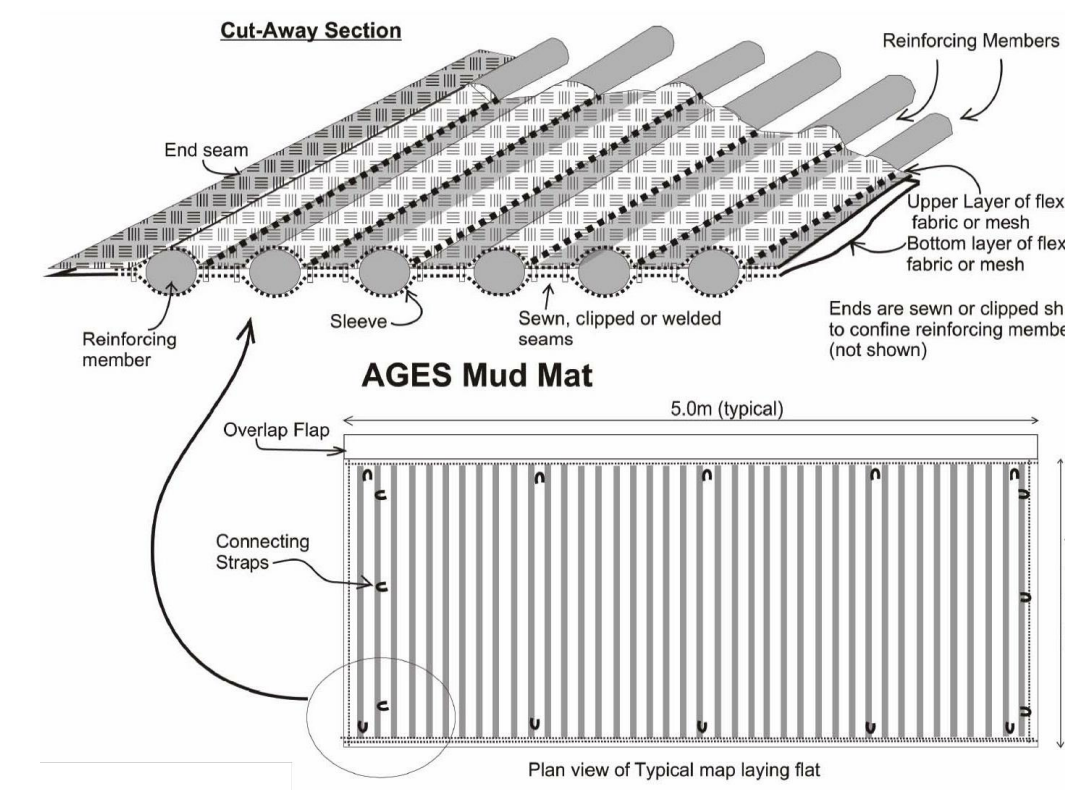 Cut-Away Section
Reinforcing Members
End seam
Upper Layer of flex
fabric or mesh
Bottom layer of flex
fabric or mesh
Reinforcing
member
Sleeve
Sewn, clipped or welded
seams
Ends are sewn or clipped sh
to confine reinforcing membe
(not shown)
AGES Mud Mat
5.0m (typical)
Overlap Flap
Connecting
Straps
Plan view of Typical map laying flat